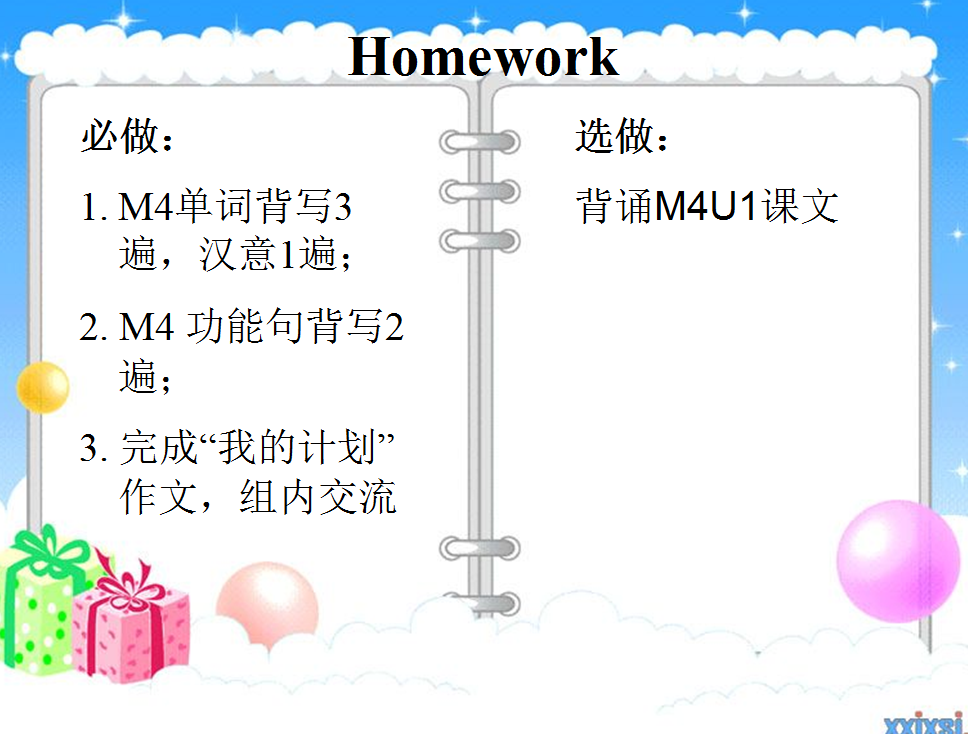 Homework
必做：
1. M4单词背写3
遍，汉意1遍；
2. M4 功能句背写2
遍；
3. 完成“我的计划”
作文，组内交流
选做：
背诵M4U1课文
xxixsi